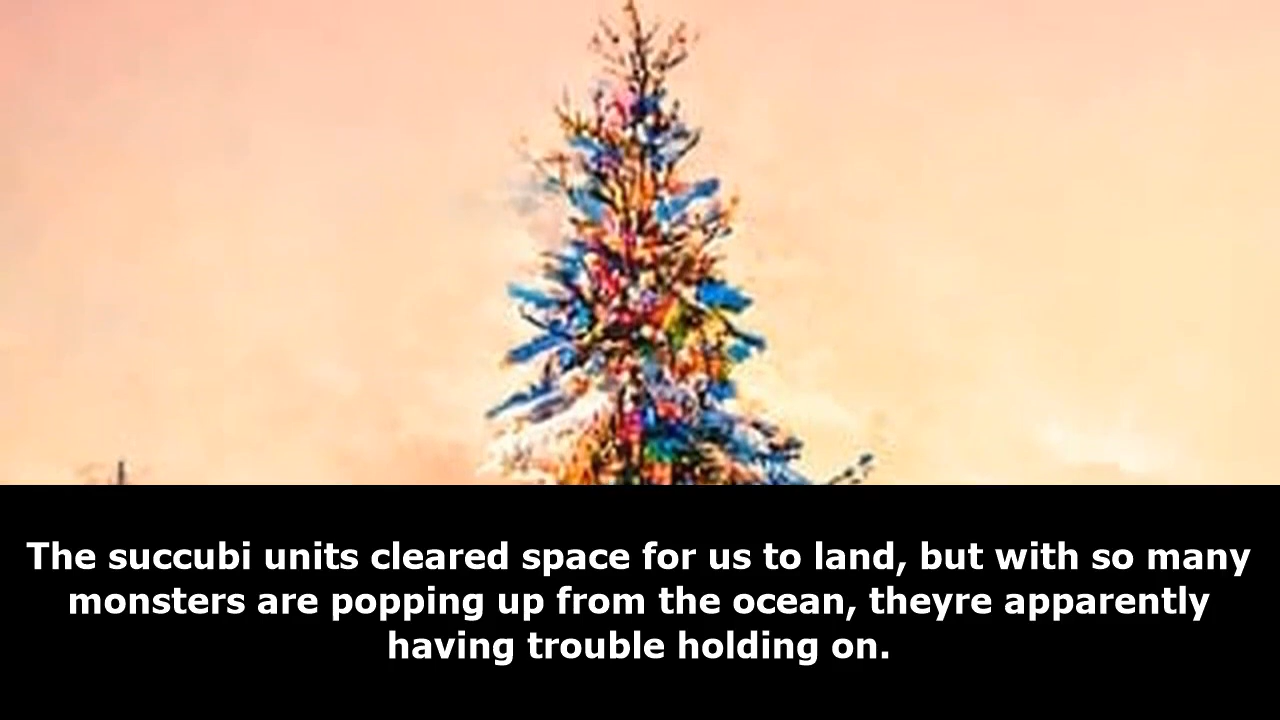 The succubi units cleared space for us to land, but with so many
monsters are popping up from the ocean, theyre apparently
having trouble holding on.